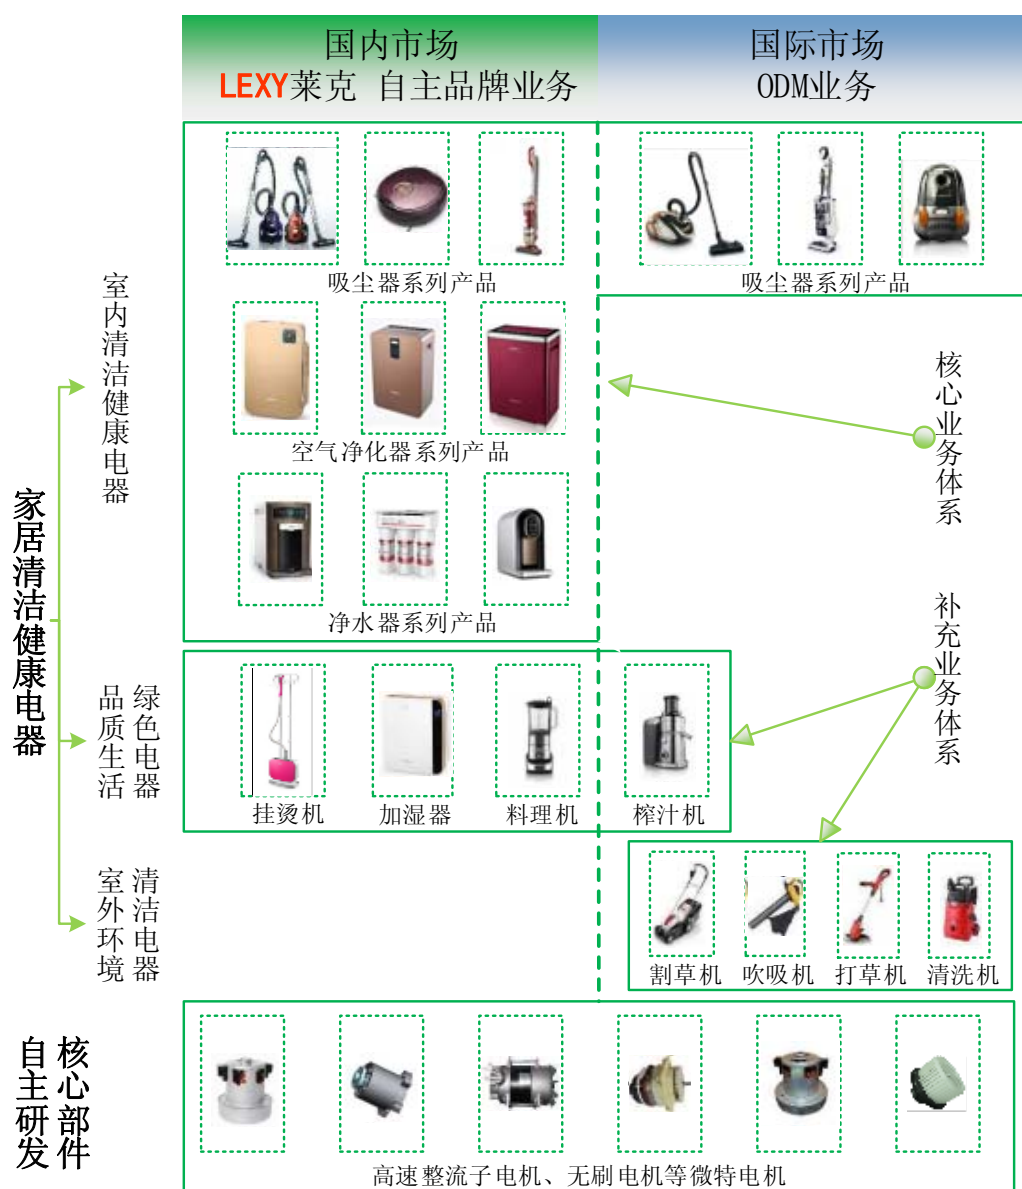 国内市场
LEXY莱克 自主品牌业务
国际市场
ODM业务
吸尘器系列产品
吸尘器系列产品
室内清洁健康电器
空气净化器系列产品
核心业务体系
净水器系列产品
家居清洁健康电器
补充业务体系
品质生活
绿色电器
挂烫机
加湿器
料理机
榨汁机
室外环境
清洁电器
割草机
吹吸机
打草机
清洗机
自主研发
核心部件
高速整流子电机、无刷电机等微特电机